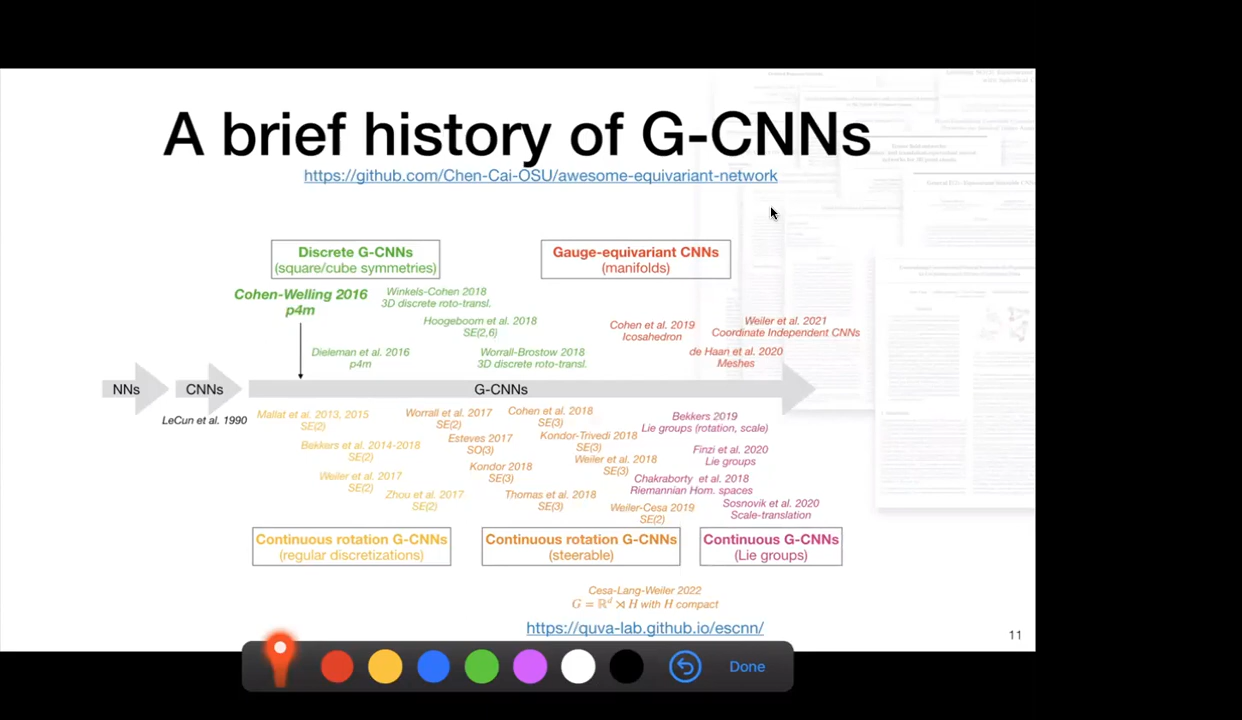 A brief history of G-CNNs
https://github.com/Chen-Cai-OSU/awesome-equivariant-network
Discrete G-CNNs
(square/cube symmetries)
Gauge-equivariant CNNs
(manifolds)
Cohen-Welling 2016
p4m
Winkels-Cohen 2018
3D discrete roto-transl.
Hoogeboom et al. 2018
SE(2,6)
Dieleman et al. 2016
p4m
Worrall-Brostow 2018
3D discrete roto-transl.
Cohen et al. 2019
Icosahedron
Weiler et al. 2021
Coordinate Independent CNNs
de Haan et al. 2020
Meshes
NNs
CNNs
G-CNNs
LeCun et al. 1990
Mallat et al. 2013, 2015
SE(2)
Bekkers et al. 2014-2018
SE(2)
Weiler et al. 2017
SE(2)
Zhou et al. 2017
SE(2)
Worrall et al. 2017
SE(2)
Esteves 2017
SO(3)
Kondor 2018
SE(3)
Thomas et al. 2018
SE(3)
Cohen et al. 2018
SE(3)
Kondor-Trivedi 2018
SE(3)
Weiler et al. 2018
SE(3)
Weiler-Cesa 2019
SE(2)
Bekkers 2019
Lie groups (rotation, scale)
Finzi et al. 2020
Lie groups
Chakraborty et al. 2018
Riemannian Hom. spaces
Sosnovik et al. 2020
Scale-translation
Continuous rotation G-CNNs
(regular discretizations)
Continuous rotation G-CNNs
(steerable)
Continuous G-CNNs
(Lie groups)
Cesa-Lang-Weiler 2022
G = ℝᵈ ⋊ H with H compact
https://quva-lab.github.io/escnn/
11
Done